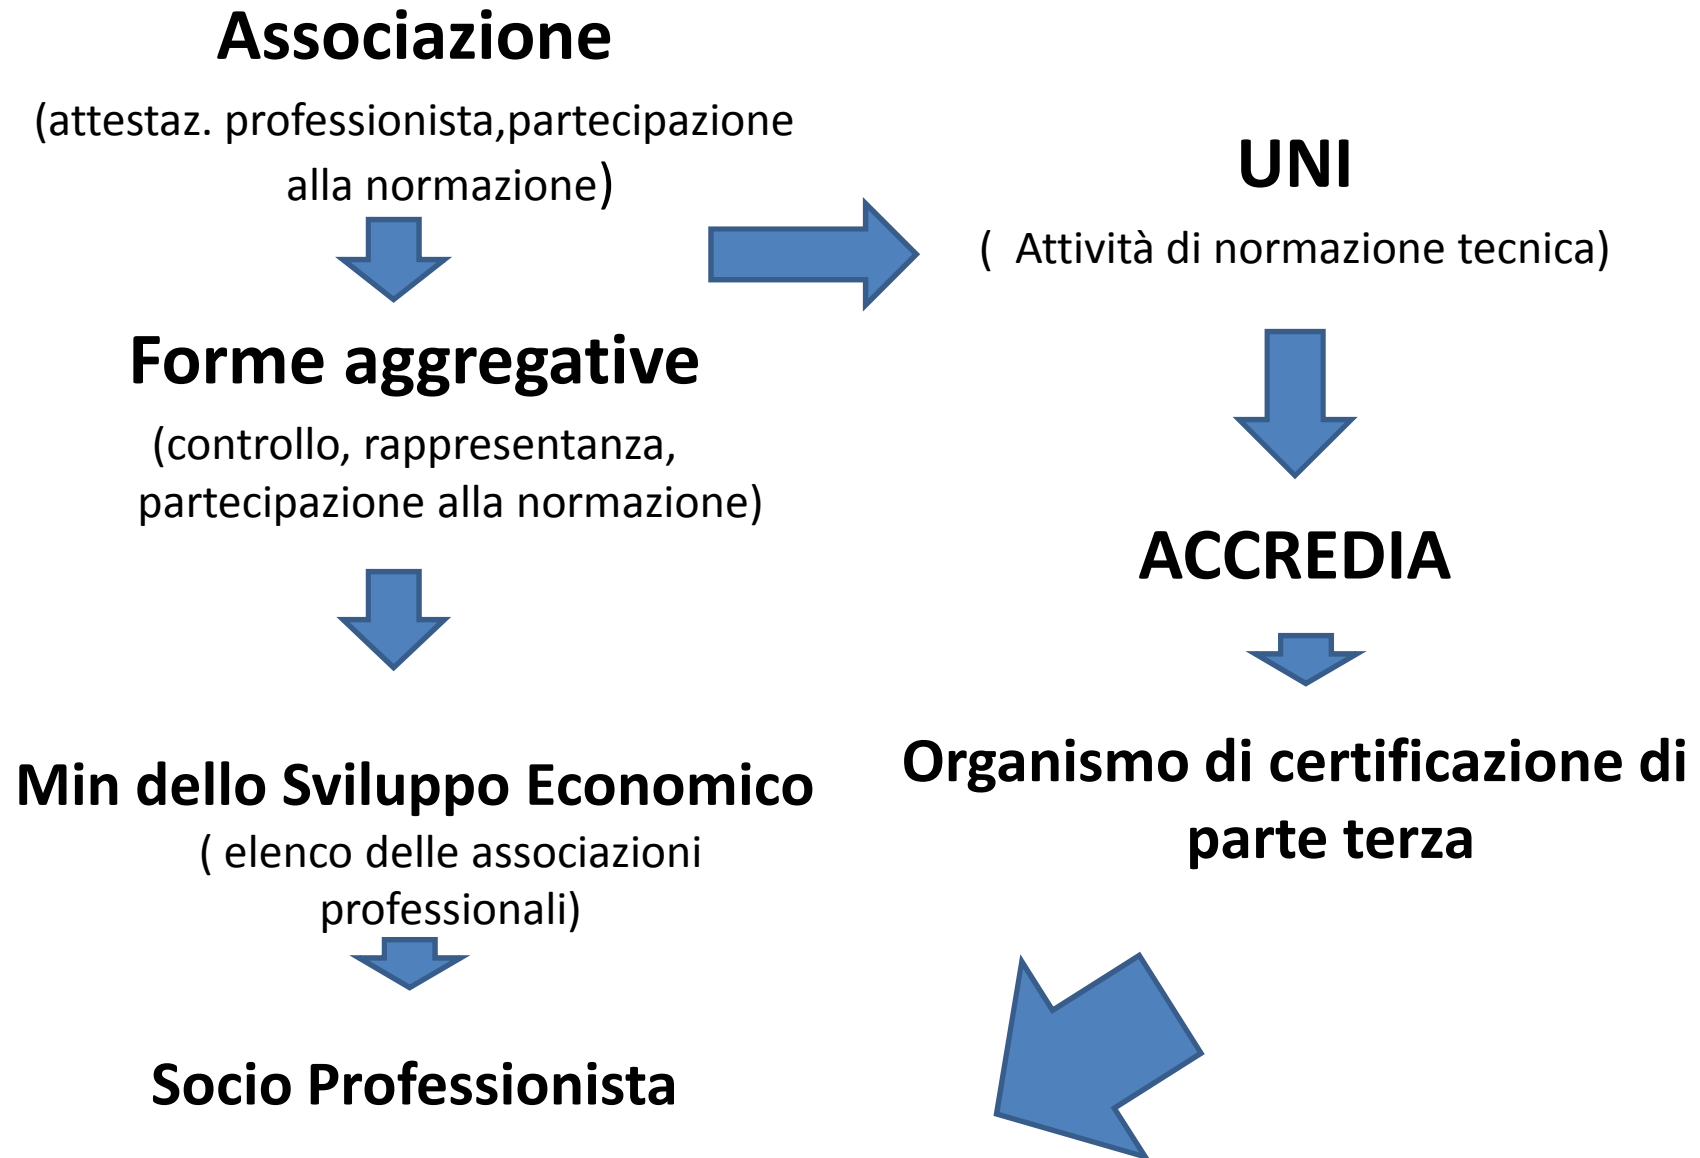 Associazione
(attestaz. professionista,partecipazione
alla normazione)
Forme aggregative
(controllo, rappresentanza,
partecipazione alla normazione)
Min dello Sviluppo Economico
( elenco delle associazioni
professionali)
Socio Professionista
UNI
( Attività di normazione tecnica)
ACCREDIA
Organismo di certificazione di
parte terza